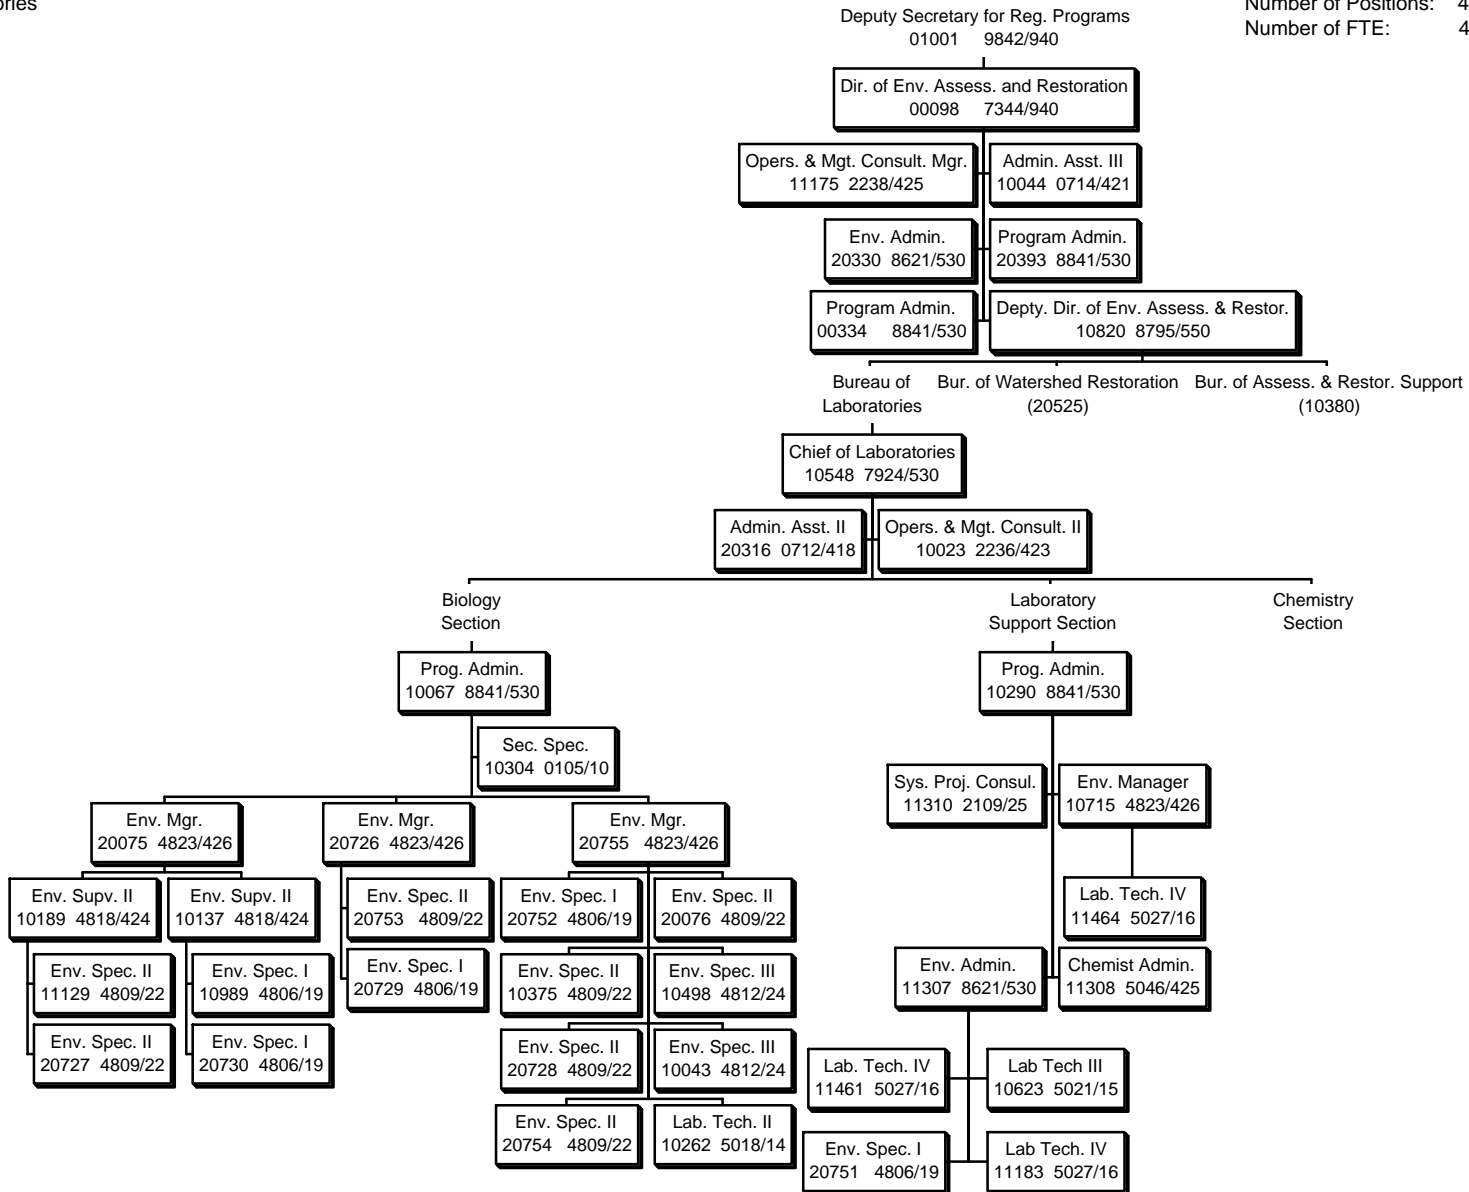 ories
Number of Positions: 4
Number of FTE: 4
Deputy Secretary for Reg. Programs
01001 9842/940
Dir. of Env. Assess. and Restoration
00098 7344/940
Opers. & Mgt. Consult. Mgr.
11175 2238/425
Admin. Asst. III
10044 0714/421
Env. Admin.
20330 8621/530
Program Admin.
20393 8841/530
Program Admin.
00334 8841/530
Depty. Dir. of Env. Assess. & Restor.
10820 8795/550
Bureau of
Laboratories
Bur. of Watershed Restoration
(20525)
Bur. of Assess. & Restor. Support
(10380)
Chief of Laboratories
10548 7924/530
Admin. Asst. II
20316 0712/418
Opers. & Mgt. Consult. II
10023 2236/423
Biology
Section
Laboratory
Support Section
Chemistry
Section
Prog. Admin.
10067 8841/530
Sec. Spec.
10304 0105/10
Env. Mgr.
20075 4823/426
Env. Mgr.
20726 4823/426
Env. Mgr.
20755 4823/426
Env. Supv. II
10189 4818/424
Env. Supv. II
10137 4818/424
Env. Spec. II
11129 4809/22
Env. Spec. II
20727 4809/22
Env. Spec. I
10989 4806/19
Env. Spec. I
20730 4806/19
Env. Spec. II
20753 4809/22
Env. Spec. I
20729 4806/19
Env. Spec. I
20752 4806/19
Env. Spec. II
20076 4809/22
Env. Spec. II
10375 4809/22
Env. Spec. III
10498 4812/24
Env. Spec. II
20728 4809/22
Env. Spec. III
10043 4812/24
Env. Spec. II
20754 4809/22
Lab. Tech. II
10262 5018/14
Prog. Admin.
10290 8841/530
Sys. Proj. Consul.
11310 2109/25
Env. Manager
10715 4823/426
Lab. Tech. IV
11464 5027/16
Env. Admin.
11307 8621/530
Chemist Admin.
11308 5046/425
Lab. Tech. IV
11461 5027/16
Lab Tech III
10623 5021/15
Env. Spec. I
20751 4806/19
Lab Tech. IV
11183 5027/16